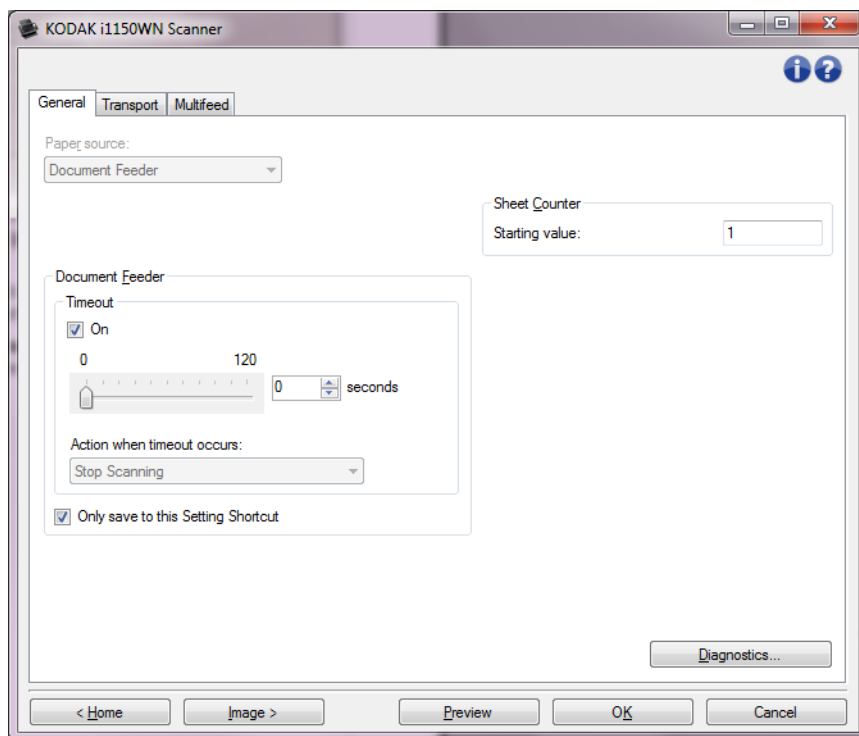 KODAK i1150WN Scanner
General Transport Multifeed
Paper source:
Document Feeder
Sheet Counter
Starting value: 1
Document Feeder
Timeout
On
0 120
0 seconds
Action when timeout occurs:
Stop Scanning
Only save to this Setting Shortcut
Diagnostics...
< Home Image > Preview OK Cancel